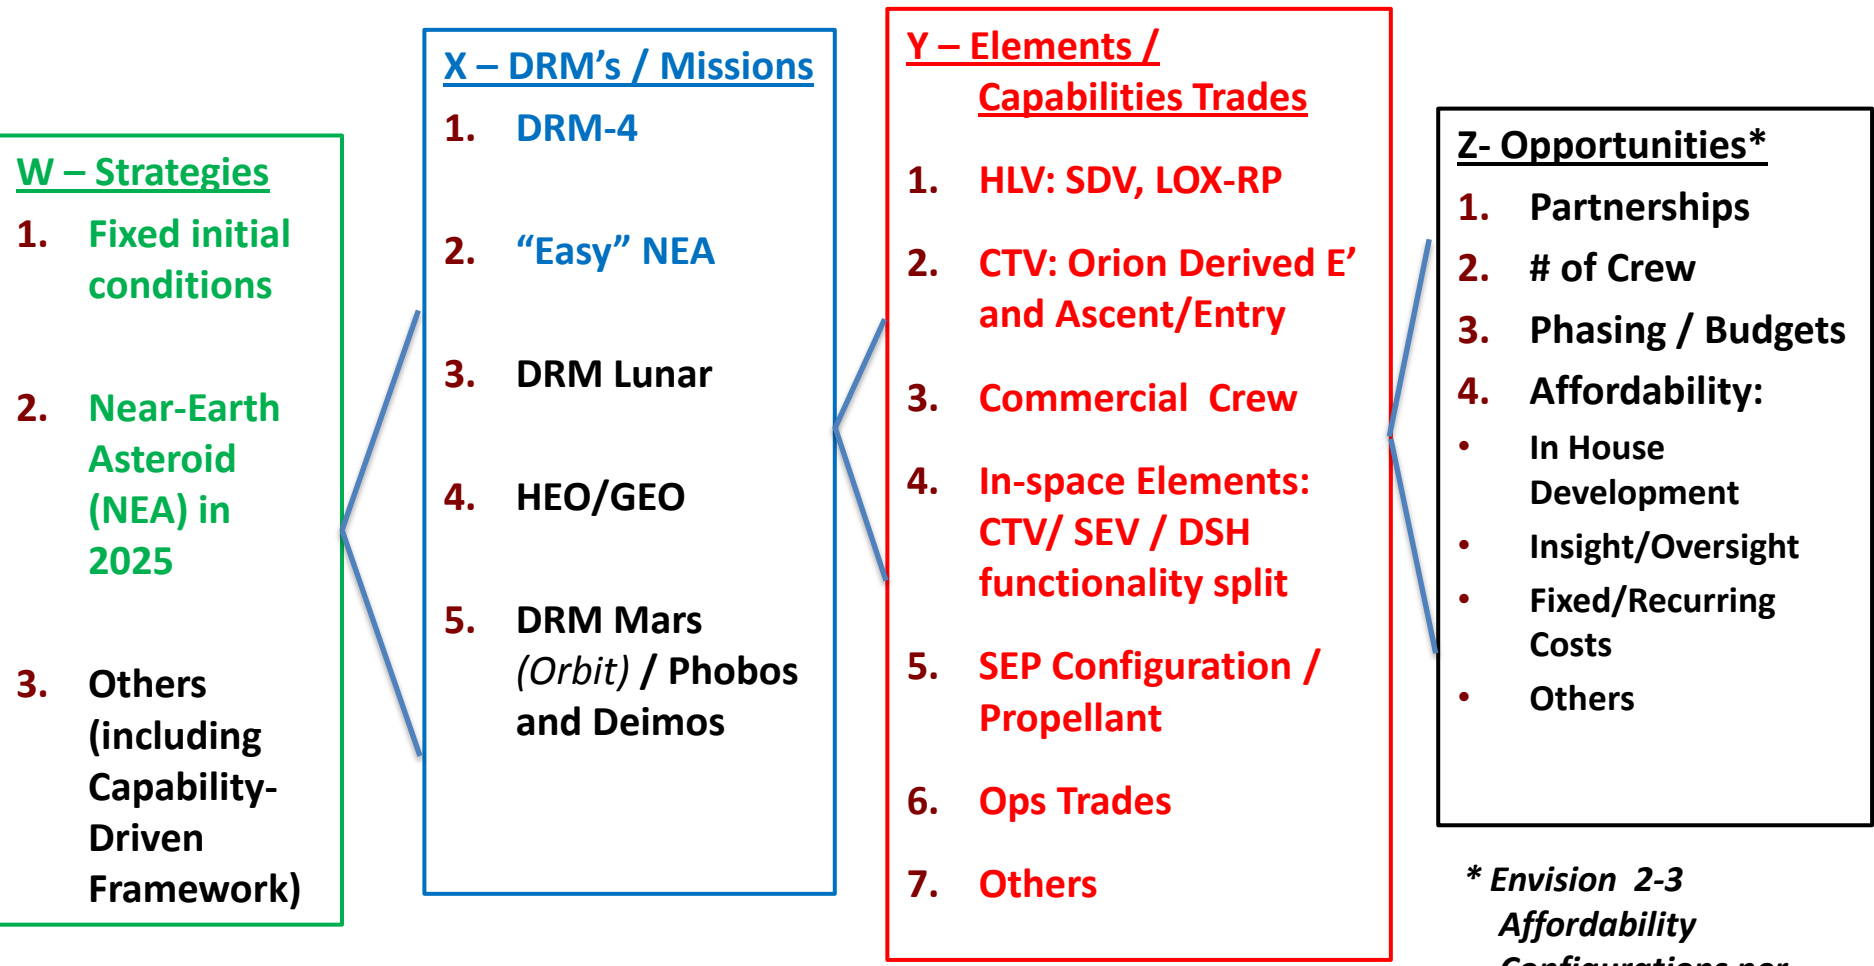 W – Strategies
1. Fixed initial
conditions
2. Near-Earth
Asteroid
(NEA) in
2025
3. Others
(including
Capability-
Driven
Framework)
X – DRM’s / Missions
1. DRM-4
2. “Easy” NEA
3. DRM Lunar
4. HEO/GEO
5. DRM Mars
(Orbit) / Phobos
and Deimos
Y – Elements /
Capabilities Trades
1. HLV: SDV, LOX-RP
2. CTV: Orion Derived E’
and Ascent/Entry
3. Commercial Crew
4. In-space Elements:
CTV/ SEV / DSH
functionality split
5. SEP Configuration /
Propellant
6. Ops Trades
7. Others
Z- Opportunities*
1. Partnerships
2. # of Crew
3. Phasing / Budgets
4. Affordability:
• In House
Development
• Insight/Oversight
• Fixed/Recurring
Costs
• Others
* Envision 2-3
Affordability
Configurations per